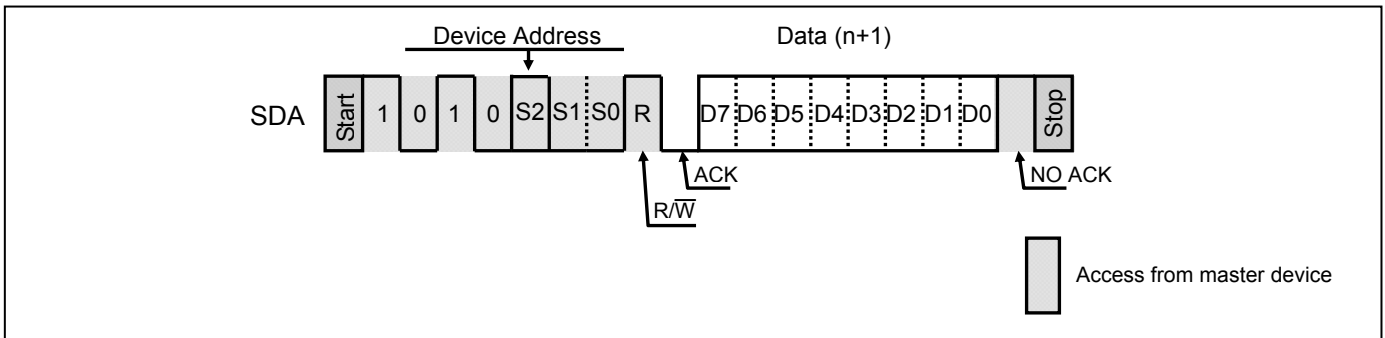 Device Address Data (n+1)
SDA Start 1 0 1 0 S2 S1 S0 R D7 D6 D5 D4 D3 D2 D1 D0 Stop
ACK NO ACK
R/W̅
Access from master device